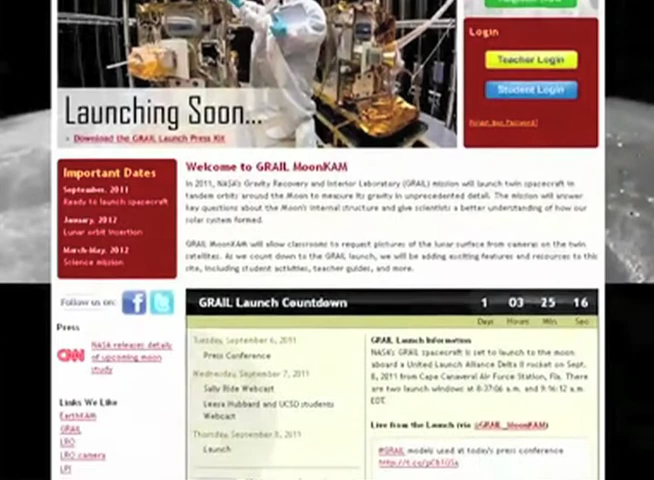 Login
Teacher Login
Student Login
Forgot your Password?
Launching Soon...
Download the GRAIL Launch Press Kit
Important Dates
September, 2011
Ready to launch spacecraft
January, 2012
Lunar orbit insertion
March-May, 2012
Science mission
Welcome to GRAIL MoonKAM
In 2011, NASA's Gravity Recovery and Interior Laboratory (GRAIL) mission will launch twin spacecraft in
tandem orbits around the Moon to measure its gravity in unprecedented detail. The mission will answer
key questions about the Moon's internal structure and give scientists a better understanding of how our
solar system formed.
GRAIL MoonKAM will allow classrooms to request pictures of the lunar surface from cameras on the twin
satellites. As we count down to the GRAIL launch, we will be adding exciting features and resources to this
site, including student activities, teacher guides, and more.
Follow us on:
Press
CNN
NASA releases details
of upcoming moon
study
Links We Like
EarthKAM
GRAIL
LRO
LRO camera
LPI
GRAIL Launch Countdown
1 03 25 16
Days Hours Min Sec
Tuesday, September 6, 2011
Press Conference
Wednesday, September 7, 2011
Sally Ride Webcast
Leesa Hubbard and UCSD students
Webcast
Thursday, September 8, 2011
Launch
GRAIL Launch Information
NASA's GRAIL spacecraft is set to launch to the moon
aboard a United Launch Alliance Delta II rocket on Sept.
8, 2011 from Cape Canaveral Air Force Station, Fla. There
are two launch windows at 8:37:06 a.m. and 9:16:12 a.m.
EDT.
Live from the Launch (via @GRAIL_MoonKAM)
#GRAIL models used at today's press conference